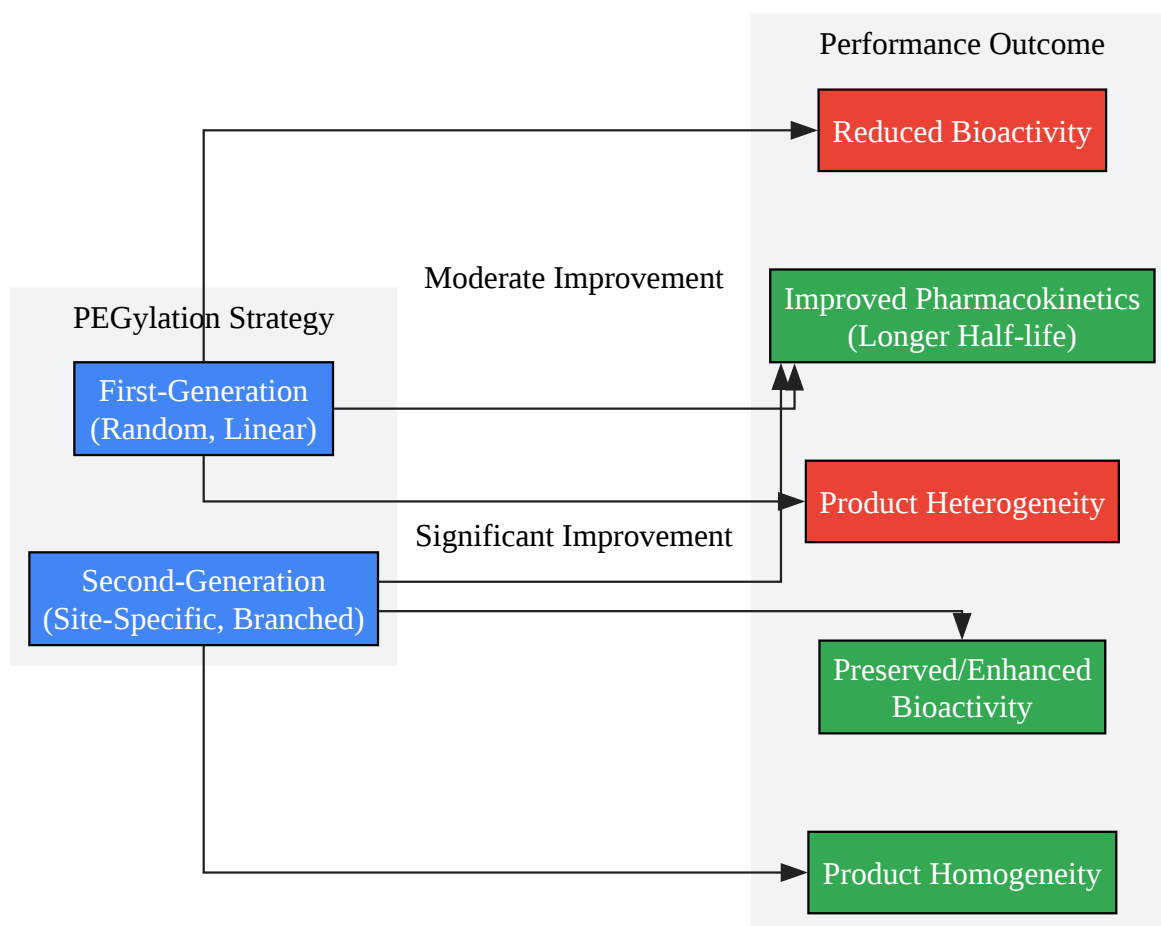 Performance Outcome
Reduced Bioactivity
Moderate Improvement
Improved Pharmacokinetics
(Longer Half-life)
PEGylation Strategy
First-Generation
(Random, Linear)
Product Heterogeneity
Significant Improvement
Second-Generation
(Site-Specific, Branched)
Preserved/Enhanced
Bioactivity
Product Homogeneity